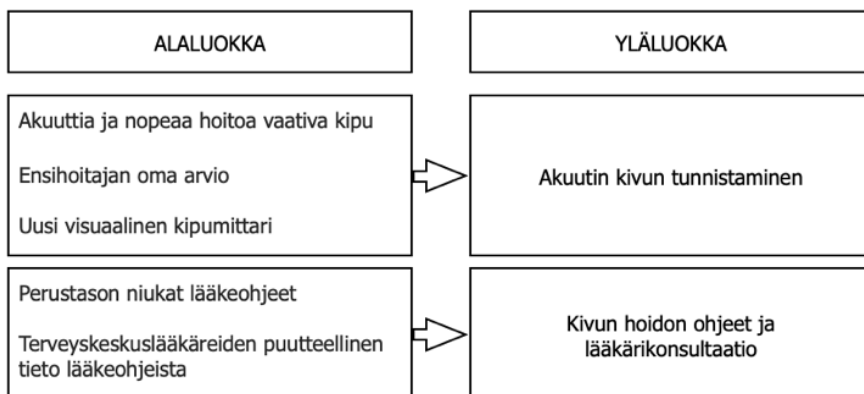 ALALUOKKA
YLÄLUOKKA
Akuuttia ja nopeaa hoitoa vaativa kipu
Ensihoitajan oma arvio
Uusi visuaalinen kipumittari
Akuutin kivun tunnistaminen
Perustason niukat lääkeohjeet
Terveyskeskuslääkäreiden puutteellinen
tieto lääkeohjeista
Kivun hoidon ohjeet ja
lääkärikonsultaatio